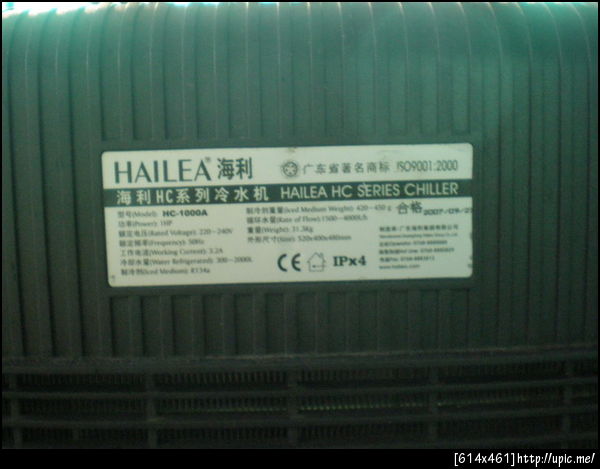 HAILEA® 海利 广东省著名商标 ISO9001:2000
海利HC系列冷水机 HAILEA HC SERIES CHILLER
型号(Model): HC-1000A
功率(Power): 1HP
额定电压(Rated Voltage): 220~240V
额定频率(Frequency): 50Hz
工作电流(Working Current): 3.2A
冷却水量(Water Refrigerated): 300~2000L
制冷剂(Iced Medium): R134a
制冷剂重量(Iced Medium Weight): 420~450 g
循环水量(Rate of Flow):1500~4000L/h
重量(Weight): 31.5Kg
外形尺寸(Size): 520x400x480mm
合格 2007/09/
CE IPx4
www.hailea.com
[614x461]http://upic.me/